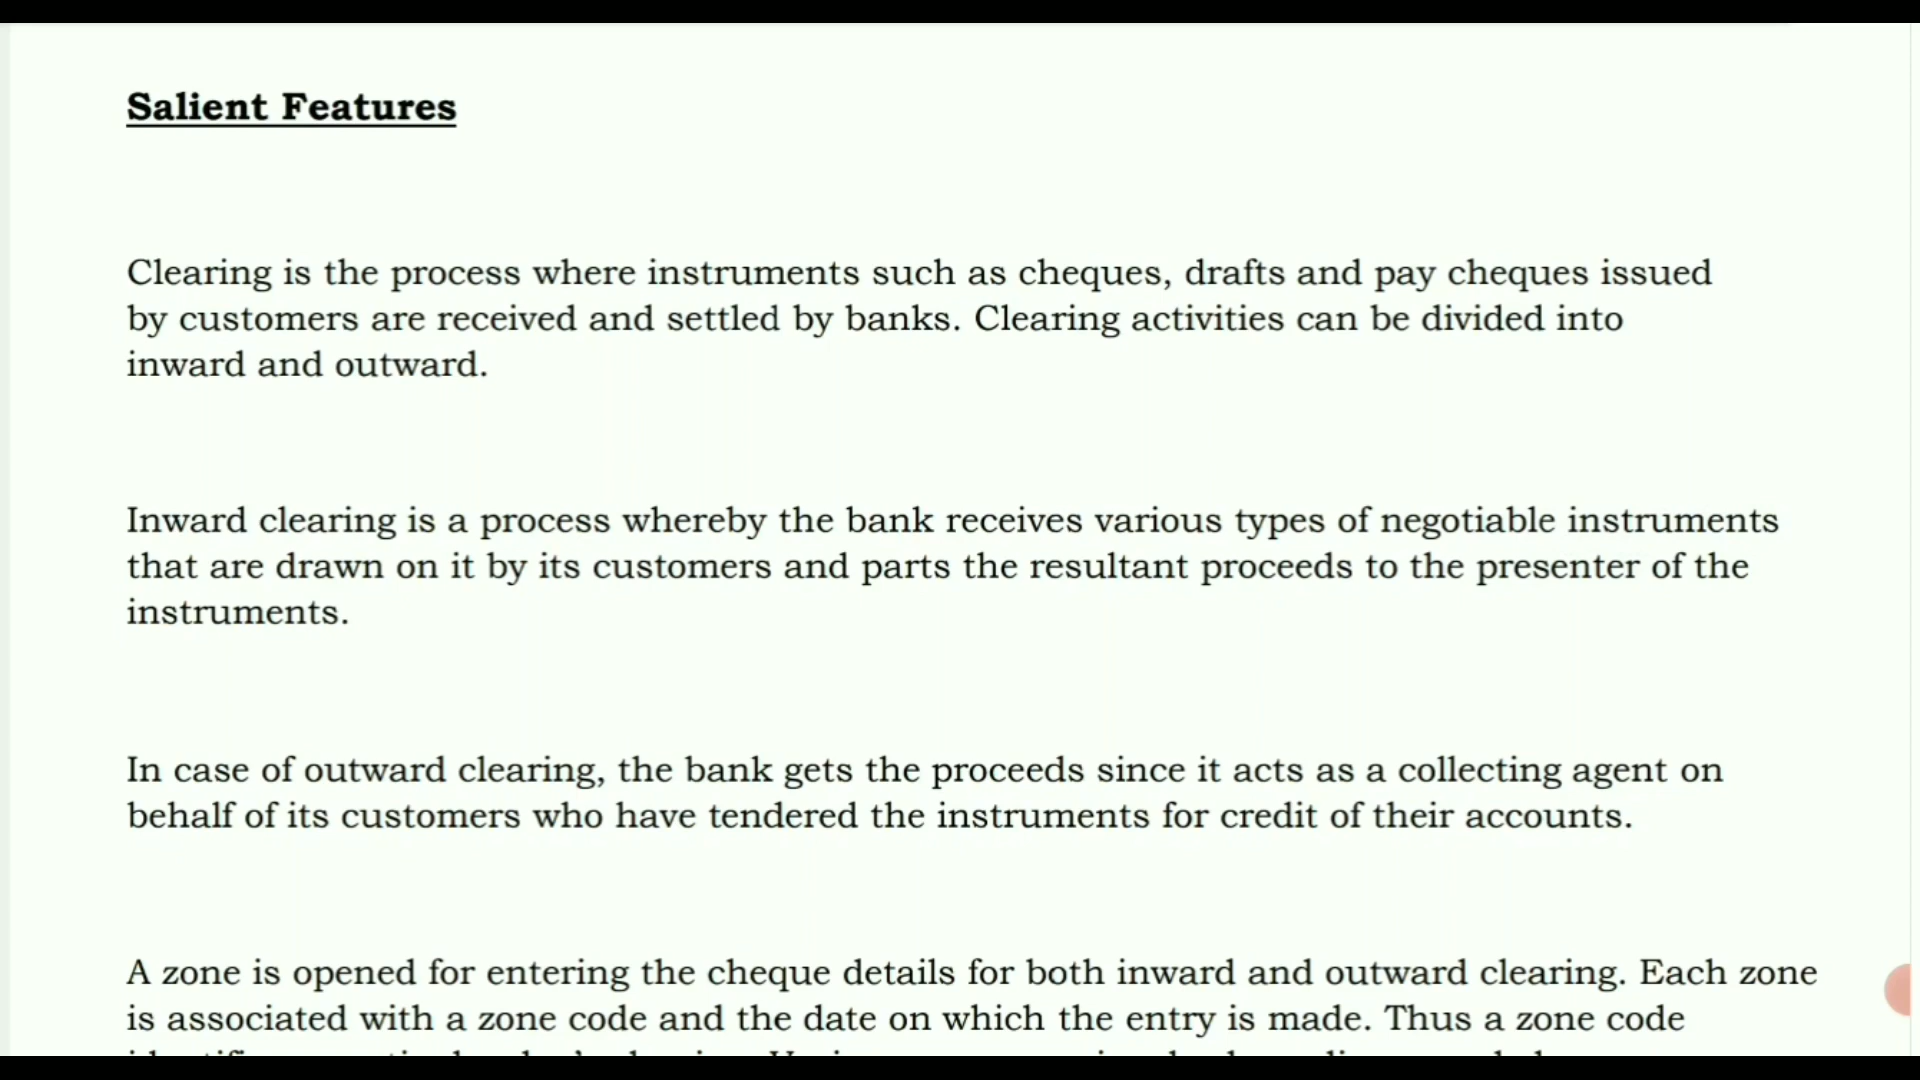 Salient Features
Clearing is the process where instruments such as cheques, drafts and pay cheques issued
by customers are received and settled by banks. Clearing activities can be divided into
inward and outward.
Inward clearing is a process whereby the bank receives various types of negotiable instruments
that are drawn on it by its customers and parts the resultant proceeds to the presenter of the
instruments.
In case of outward clearing, the bank gets the proceeds since it acts as a collecting agent on
behalf of its customers who have tendered the instruments for credit of their accounts.
A zone is opened for entering the cheque details for both inward and outward clearing. Each zone
is associated with a zone code and the date on which the entry is made. Thus a zone code